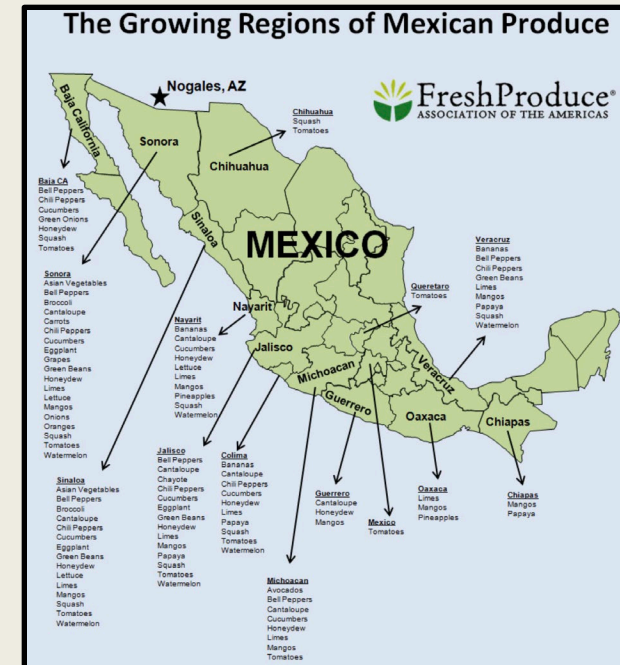 The Growing Regions of Mexican Produce
Nogales, AZ
FreshProduce®
ASSOCIATION OF THE AMERICAS
Baja California
Sonora
Chihuahua
Sinaloa
MEXICO
Nayarit
Jalisco
Michoacan
Guerrero
Veracruz
Oaxaca
Chiapas
Chihuahua
Squash
Tomatoes
Baja CA
Bell Peppers
Chili Peppers
Cucumbers
Green Onions
Honeydew
Squash
Tomatoes
Sonora
Asian Vegetables
Bell Peppers
Broccoli
Cantaloupe
Carrots
Chili Peppers
Cucumbers
Eggplant
Grapes
Green Beans
Honeydew
Limes
Lettuce
Mangos
Onions
Oranges
Squash
Tomatoes
Watermelon
Sinaloa
Asian Vegetables
Bell Peppers
Broccoli
Cantaloupe
Chili Peppers
Cucumbers
Eggplant
Green Beans
Honeydew
Lettuce
Limes
Mangos
Squash
Tomatoes
Watermelon
Nayarit
Bananas
Cantaloupe
Cucumbers
Honeydew
Lettuce
Limes
Mangos
Pineapples
Squash
Watermelon
Jalisco
Bell Peppers
Cantaloupe
Chayote
Chili Peppers
Cucumbers
Eggplant
Green Beans
Honeydew
Limes
Mangos
Papaya
Squash
Tomatoes
Watermelon
Colima
Bananas
Cantaloupe
Chili Peppers
Cucumbers
Honeydew
Limes
Papaya
Squash
Tomatoes
Watermelon
Michoacan
Avocados
Bell Peppers
Cantaloupe
Cucumbers
Honeydew
Limes
Mangos
Tomatoes
Guerrero
Cantaloupe
Honeydew
Mangos
Mexico
Tomatoes
Queretaro
Tomatoes
Veracruz
Bananas
Bell Peppers
Chili Peppers
Green Beans
Limes
Mangos
Papaya
Squash
Watermelon
Oaxaca
Limes
Mangos
Pineapples
Chiapas
Mangos
Papaya